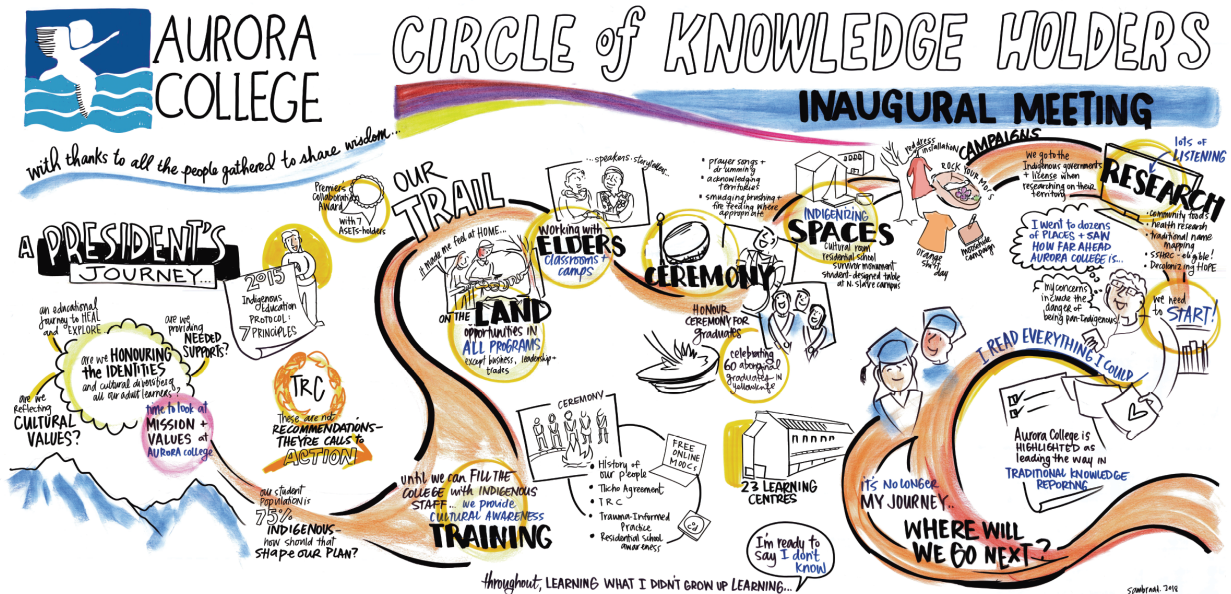 AURORA
COLLEGE
CIRCLE of KNOWLEDGE HOLDERS
INAUGURAL MEETING
with thanks to all the people gathered to share wisdom...
A PRESIDENT'S
JOURNEY...
an educational
journey to HEAL
and EXPLORE
are we
providing
NEEDED
SUPPORTS?
are we HONOURING
the IDENTITIES
and cultural diversity of
all our adult learners?
are we
Reflecting
CULTURAL
VALUES?
time to look at
MISSION +
VALUES at
AURORA College
Premier's
Collaboration
Award
with 7
ASETS-holders
2015
Indigenous
education
PROTOCOL:
7 PRINCIPLES
TRC
These are not
RECOMMENDATIONS-
THEY'RE CALLS to
ACTION
our student
Population is
75%
INDIGENOUS-
how should that
SHAPE OUR PLAN?
OUR
TRAIL
it made me feel at HOME...
ON THE LAND
opportunities in
ALL PROGRAMS
except business, leadership +
trades
...speakers. storytellers...
working with
ELDERS
classrooms +
camps
• prayer songs +
drumming
• acknowledging
territories
• smudging, brushing +
fire feeding where
appropriate
CEREMONY
HONOUR
CEREMONY for
graduates
celebrating
60 aboriginal
graduates in
yellowknife
until we can FILL THE
COLLEGE with INDIGENOUS
STAFF... we provide
CULTURAL AWARENESS
TRAINING
CEREMONY
• History of
our people
• Tlicho Agreement
• T.R.C.
• Trauma-Informed
Practice
• Residential school
awareness
FREE
ONLINE
MOOCS
cd
23 LEARNING
CENTRES
INDIGENIZING
SPACES
cultural room
residential school
survivor monument
student-designed table
at N. Slave campus
CAMPAIGNS
red dress
installation
ROCK YOUR MOCS
orange
shirt
day
moosehide
campaign
we go to the
Indigenous governments
+ license when
researching on their
territory
lots of
LISTENING
RESEARCH
• community foods
• health research
• traditional name
mapping
• SSHRC-eligible!
• Decolonizing HOPE
I went to dozens
of PLACES + SAW
HOW FAR AHEAD
AURORA COLLEGE IS...
my concerns
include the
danger of
being pan-Indigenous!
we need
to START!
I READ EVERYTHING I COULD
Aurora College is
HIGHLIGHTED as
leading the way in
TRADITIONAL KNOWLEDGE
REPORTING
IT'S NO LONGER
MY JOURNEY...
WHERE WILL
WE GO NEXT?
I'm ready to
say I don't
know
throughout, LEARNING WHAT I DIDN'T GROW UP LEARNING...